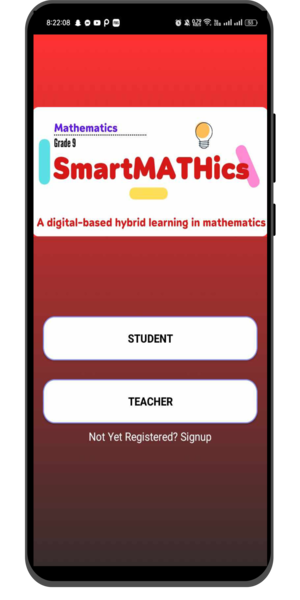 8:22:08
Mathematics
Grade 9
SmartMATHics
A digital-based hybrid learning in mathematics
STUDENT
TEACHER
Not Yet Registered? Signup